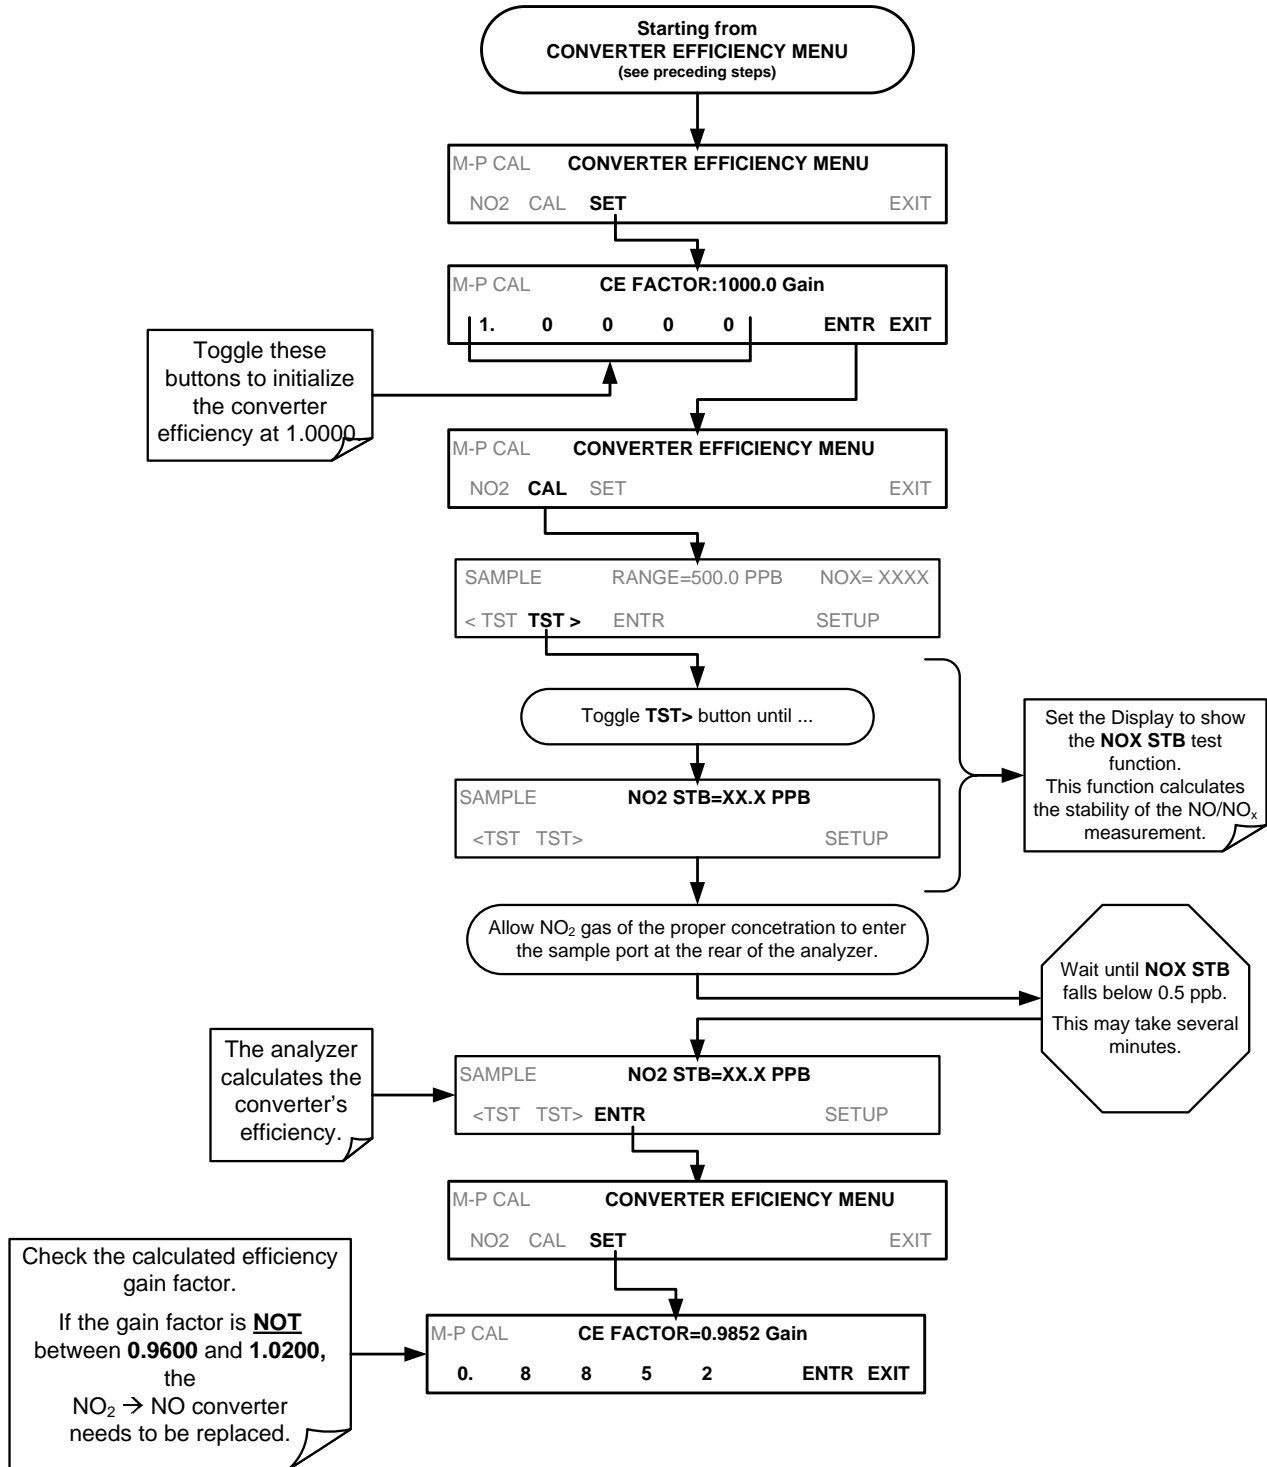 Starting from
CONVERTER EFFICIENCY MENU
(see preceding steps)
M-P CAL CONVERTER EFFICIENCY MENU
NO2 CAL SET EXIT
M-P CAL CE FACTOR:1000.0 Gain
1. 0 0 0 0 ENTR EXIT
Toggle these
buttons to initialize
the converter
efficiency at 1.0000.
M-P CAL CONVERTER EFFICIENCY MENU
NO2 CAL SET EXIT
SAMPLE RANGE=500.0 PPB NOX= XXXX
< TST TST > ENTR SETUP
Toggle TST> button until ...
Set the Display to show
the NOX STB test
function.
This function calculates
the stability of the NO/NOx
measurement.
SAMPLE NO2 STB=XX.X PPB
<TST TST> SETUP
Allow NO2 gas of the proper concetration to enter
the sample port at the rear of the analyzer.
Wait until NOX STB
falls below 0.5 ppb.
This may take several
minutes.
The analyzer
calculates the
converter’s
efficiency.
SAMPLE NO2 STB=XX.X PPB
<TST TST> ENTR SETUP
M-P CAL CONVERTER EFICIENCY MENU
NO2 CAL SET EXIT
Check the calculated efficiency
gain factor.
If the gain factor is NOT
between 0.9600 and 1.0200,
the
NO2 → NO converter
needs to be replaced.
M-P CAL CE FACTOR=0.9852 Gain
0. 8 8 5 2 ENTR EXIT